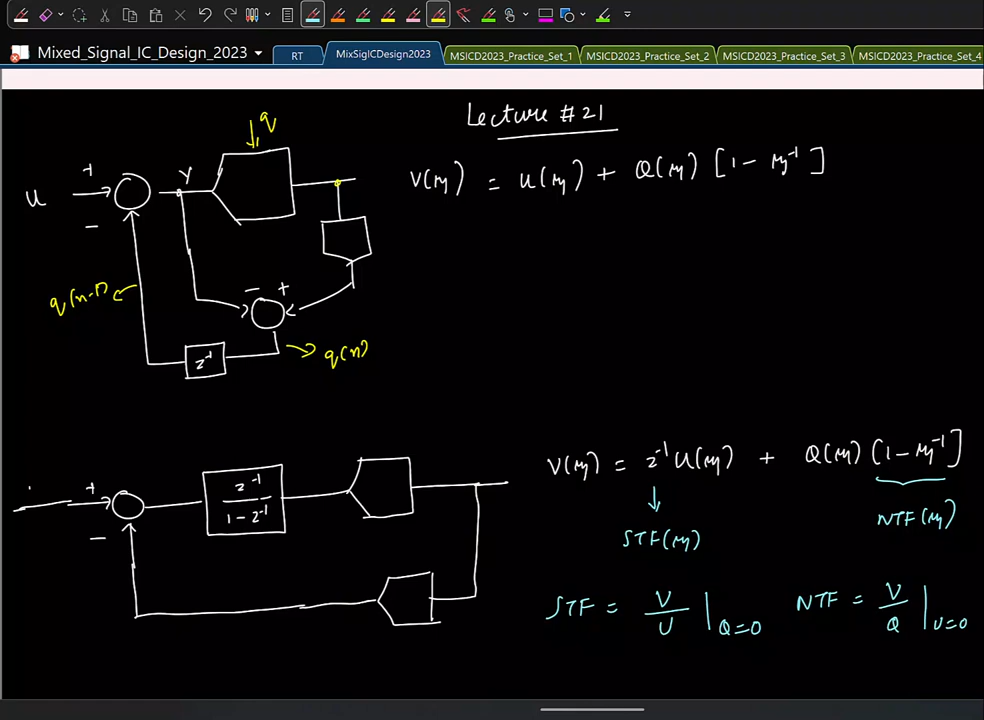 Mixed_Signal_IC_Design_2023
RT
MixSigICDesign2023
MSICD2023_Practice_Set_1
MSICD2023_Practice_Set_2
MSICD2023_Practice_Set_3
MSICD2023_Practice_Set_4
Lecture #21
q
V(z) = U(z) + Q(z) [1 - z⁻¹]
u
+
-
Y
q(n-1)
- +
q(n)
z⁻¹
V(z) = z⁻¹ U(z) + Q(z) [1 - z⁻¹]
+
-
z⁻¹ / 1 - z⁻¹
STF(z)
NTF(z)
STF = V/U |Q=0
NTF = V/Q |U=0